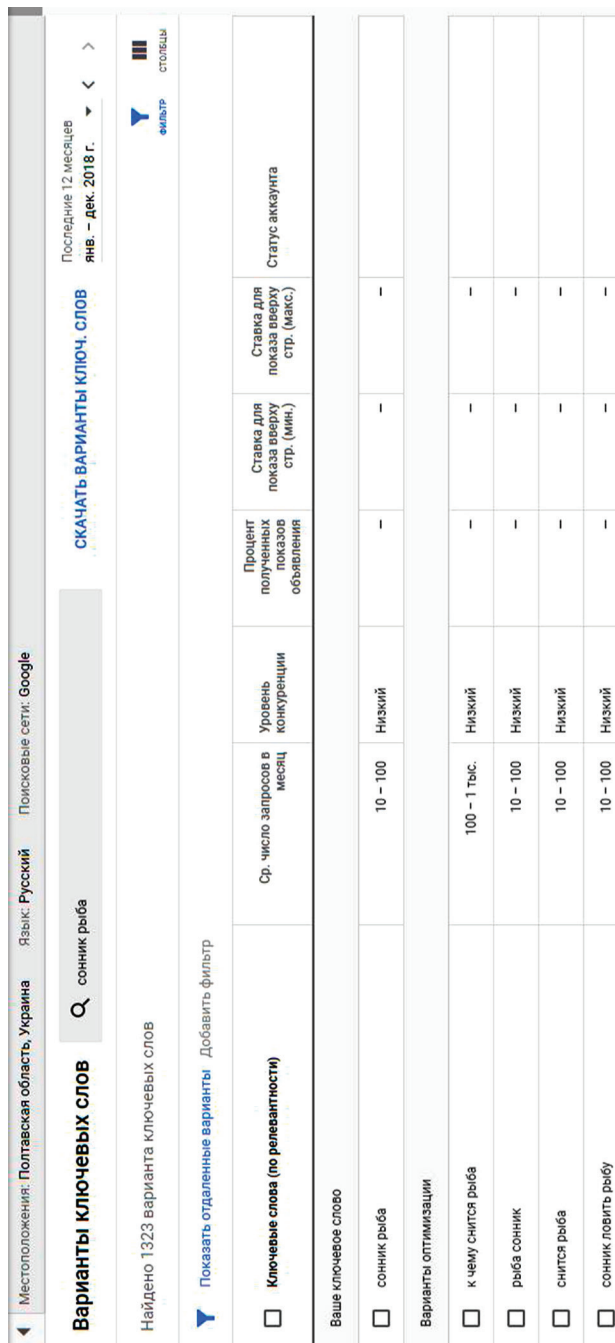 Местоположения: Полтавская область, Украина Язык: Русский Поисковые сети: Google
Варианты ключевых слов
сонник рыба
СКАЧАТЬ ВАРИАНТЫ КЛЮЧ. СЛОВ
Последние 12 месяцев
янв. – дек. 2018 г.
Найдено 1323 варианта ключевых слов
Показать отдаленные варианты Добавить фильтр
ФИЛЬТР
СТОЛБЦЫ
Ключевые слова (по релевантности)
Ср. число запросов в
месяц
Уровень
конкуренции
Процент
полученных
показов
объявления
Ставка для
показа вверху
стр. (мин.)
Ставка для
показа вверху
стр. (макс.)
Статус аккаунта
Ваше ключевое слово
сонник рыба 10 – 100 Низкий – – –
Варианты оптимизации
к чему снится рыба 100 – 1 тыс. Низкий – – –
рыба сонник 10 – 100 Низкий – – –
снится рыба 10 – 100 Низкий – – –
сонник ловить рыбу 10 – 100 Низкий – – –